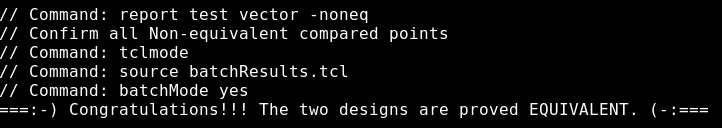 // Command: report test vector -noneq
// Confirm all Non-equivalent compared points
// Command: tclmode
// Command: source batchResults.tcl
// Command: batchMode yes
===:-) Congratulations!!! The two designs are proved EQUIVALENT. (-:===